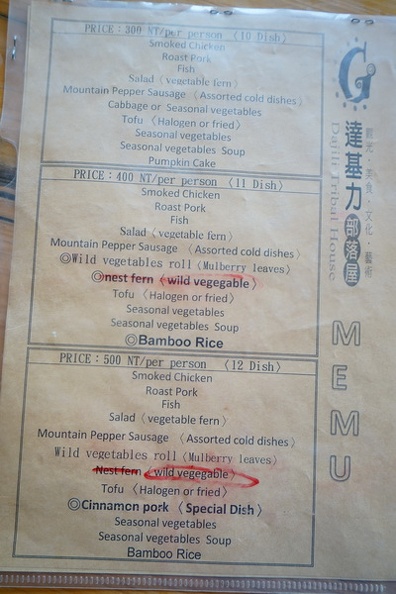 PRICE：300 NT/per person 〈10 Dish〉
Smoked Chicken
Roast Pork
Fish
Salad〈vegetable fern〉
Mountain Pepper Sausage 〈Assorted cold dishes〉
Cabbage or Seasonal vegetables
Tofu 〈Halogen or fried〉
Seasonal vegetables
Seasonal vegetables Soup
Pumpkin Cake
PRICE：400 NT/per person 〈11 Dish〉
Smoked Chicken
Roast Pork
Fish
Salad〈vegetable fern〉
Mountain Pepper Sausage 〈Assorted cold dishes〉
◎Wild vegetables roll〈Mulberry leaves〉
◎nest fern〈wild vegegable〉
Tofu 〈Halogen or fried〉
Seasonal vegetables
Seasonal vegetables Soup
◎Bamboo Rice
PRICE：500 NT/per person 〈12 Dish〉
Smoked Chicken
Roast Pork
Fish
Salad〈vegetable fern〉
Mountain Pepper Sausage 〈Assorted cold dishes〉
Wild vegetables roll〈Mulberry leaves〉
Nest fern〈wild vegegable〉
Tofu 〈Halogen or fried〉
◎Cinnamon pork 〈Special Dish〉
Seasonal vegetables
Seasonal vegetables Soup
Bamboo Rice
達基力部落屋
觀光・美食・文化・藝術
Dajili Tribal House
MEMU